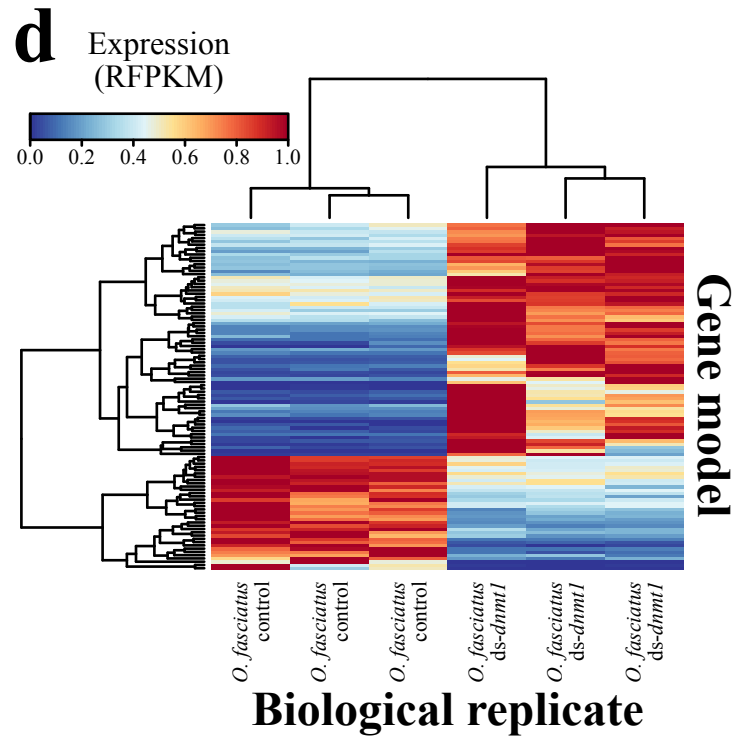 d
Expression
(RFPKM)
0.0 0.2 0.4 0.6 0.8 1.0
Gene model
O. fasciatus
control
O. fasciatus
control
O. fasciatus
control
O. fasciatus
ds-dnmt1
O. fasciatus
ds-dnmt1
O. fasciatus
ds-dnmt1
Biological replicate